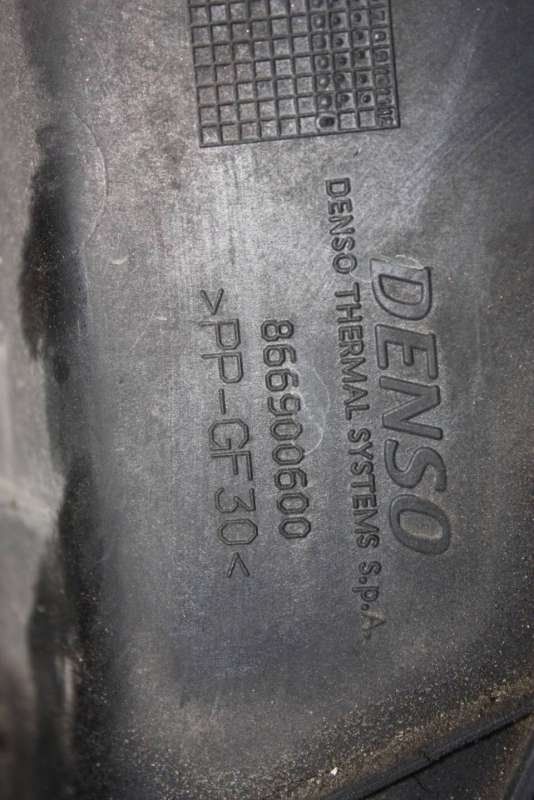 DENSO
DENSO THERMAL SYSTEMS S.p.A.
866900600
>PP-GF30<